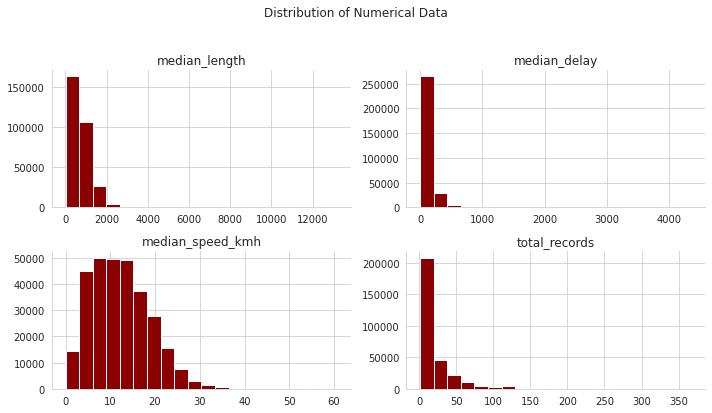 Distribution of Numerical Data
median_length
150000
100000
50000
0
0 2000 4000 6000 8000 10000 12000
median_delay
250000
200000
150000
100000
50000
0
0 1000 2000 3000 4000
median_speed_kmh
50000
40000
30000
20000
10000
0
0 10 20 30 40 50 60
total_records
200000
150000
100000
50000
0
0 50 100 150 200 250 300 350